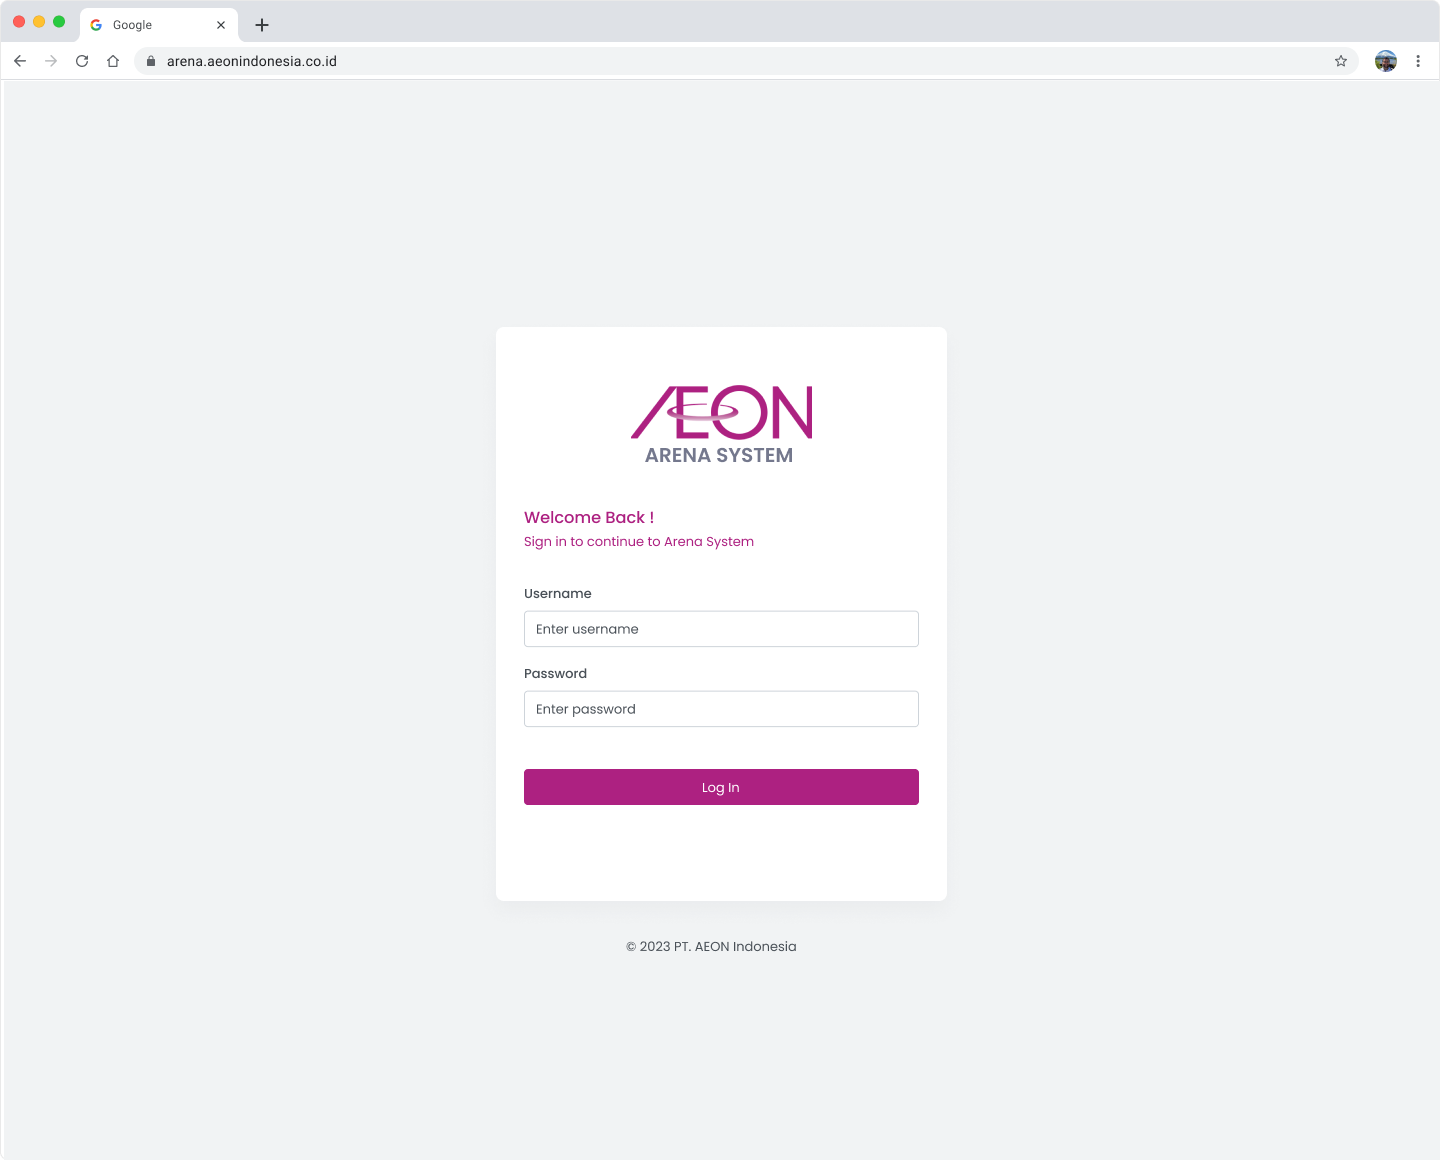 Google
arena.aeonindonesia.co.id
ÆON
ARENA SYSTEM
Welcome Back !
Sign in to continue to Arena System
Username
Enter username
Password
Enter password
Log In
© 2023 PT. AEON Indonesia